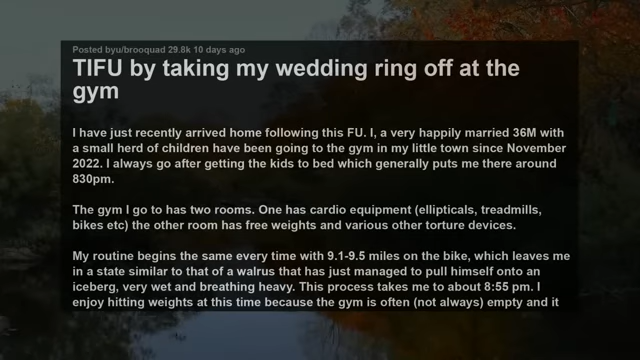 Posted byu/brooquad 29.8k 10 days ago
TIFU by taking my wedding ring off at the
gym
I have just recently arrived home following this FU. I, a very happily married 36M with
a small herd of children have been going to the gym in my little town since November
2022. I always go after getting the kids to bed which generally puts me there around
830pm.
The gym I go to has two rooms. One has cardio equipment (ellipticals, treadmills,
bikes etc) the other room has free weights and various other torture devices.
My routine begins the same every time with 9.1-9.5 miles on the bike, which leaves me
in a state similar to that of a walrus that has just managed to pull himself onto an
iceberg, very wet and breathing heavy. This process takes me to about 8:55 pm. I
enjoy hitting weights at this time because the gym is often (not always) empty and it